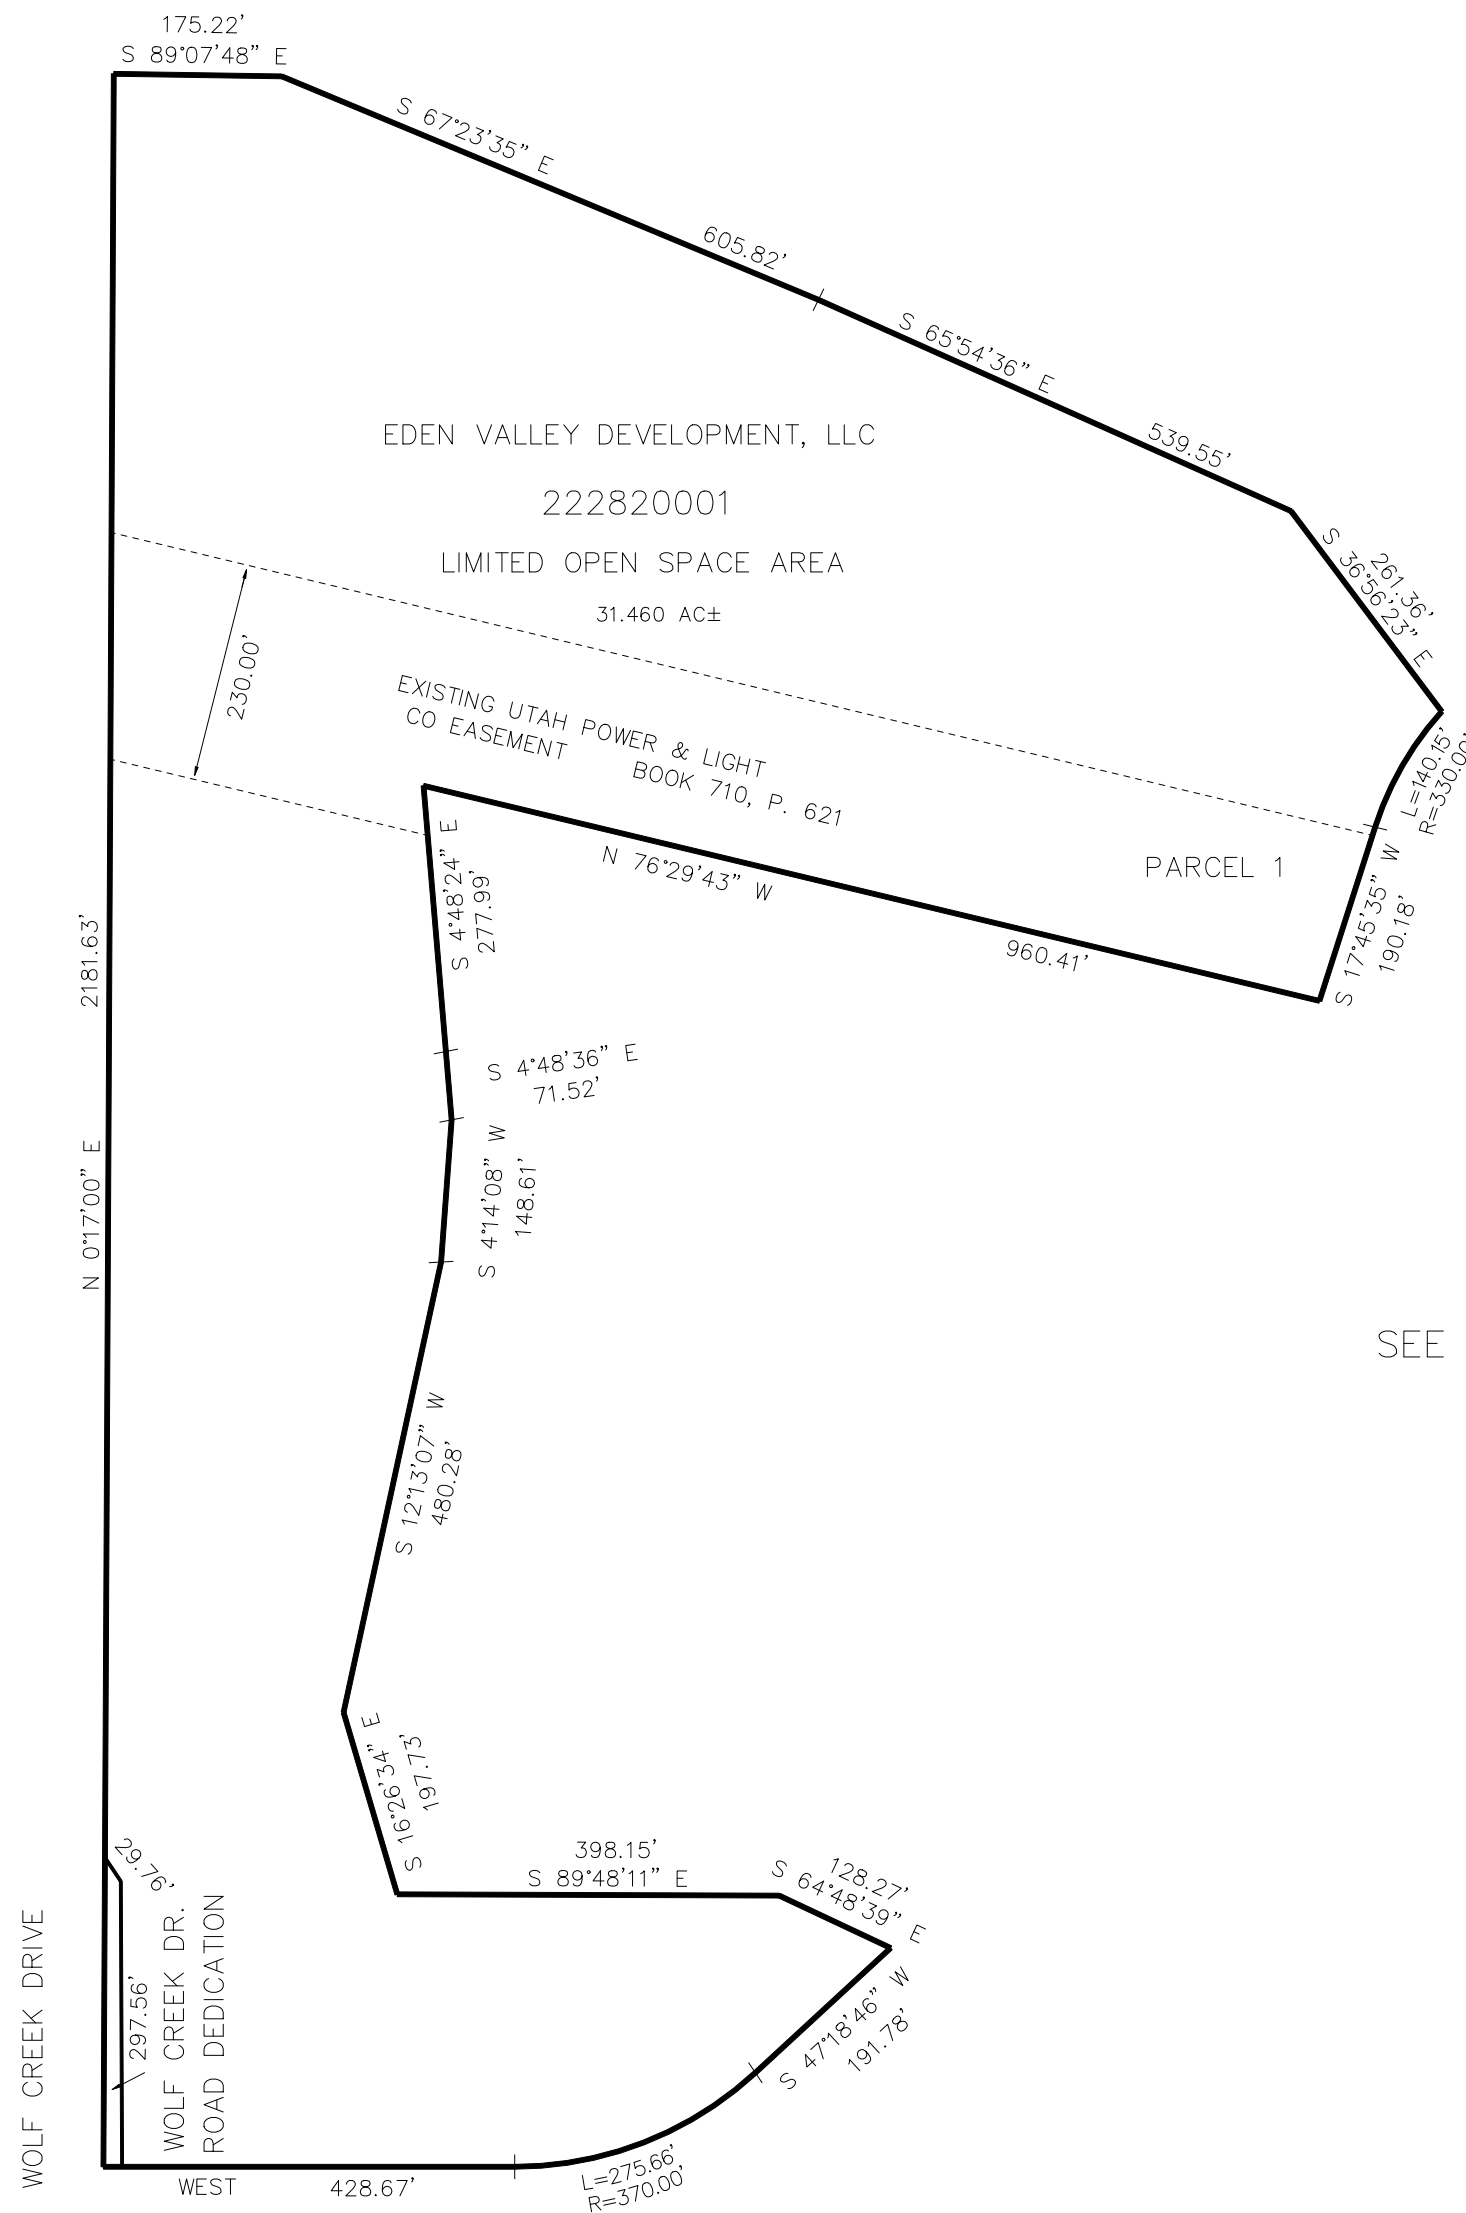 175.22'
S 89°07'48" E
S 67°23'35" E
605.82'
S 65°54'36" E
539.55'
EDEN VALLEY DEVELOPMENT, LLC
222820001
LIMITED OPEN SPACE AREA
31.460 AC±
261.36'
S 36°56'23" E
230.00'
EXISTING UTAH POWER & LIGHT
CO EASEMENT BOOK 710, P. 621
L=140.15'
R=330.00'
PARCEL 1
S 17°45'35" W
190.18'
N 76°29'43" W
960.41'
S 4°48'24" E
277.99'
2181.63'
N 0°17'00" E
S 4°48'36" E
71.52'
S 4°14'08" W
148.61'
SEE
S 12°13'07" W
480.28'
S 16°26'34" E
197.73'
398.15'
S 89°48'11" E
128.27'
S 64°48'39" E
29.76'
297.56'
WOLF CREEK DRIVE
WOLF CREEK DR.
ROAD DEDICATION
S 47°18'46" W
191.78'
WEST 428.67'
L=275.66'
R=370.00'